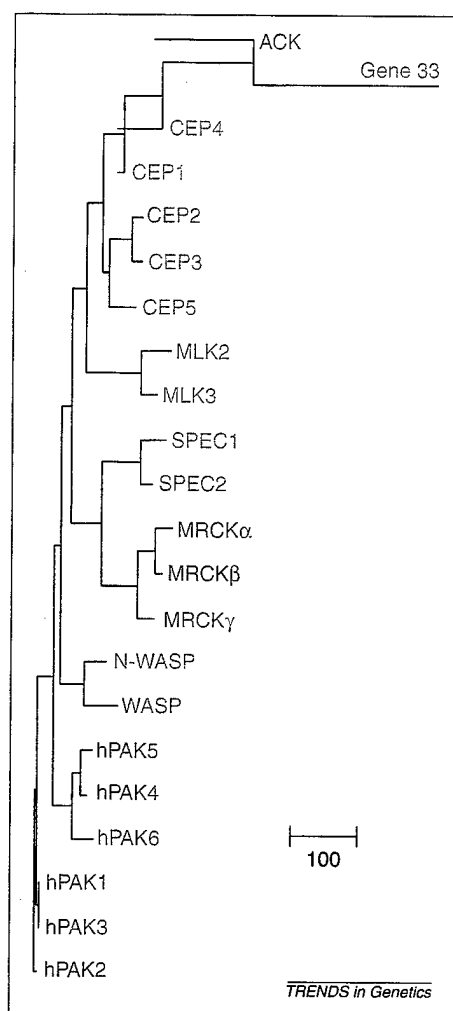 ACK
Gene 33
CEP4
CEP1
CEP2
CEP3
CEP5
MLK2
MLK3
SPEC1
SPEC2
MRCKα
MRCKβ
MRCKγ
N-WASP
WASP
hPAK5
hPAK4
hPAK6
hPAK1
hPAK3
hPAK2
100
TRENDS in Genetics